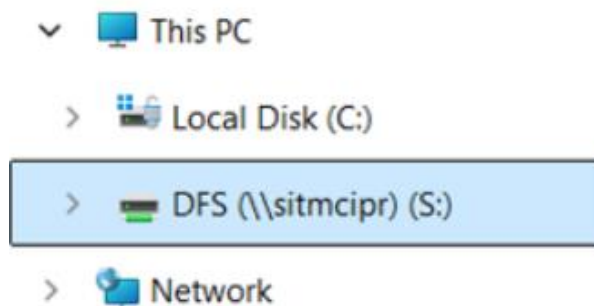 This PC
Local Disk (C:)
DFS (\\sitmcipr) (S:)
Network